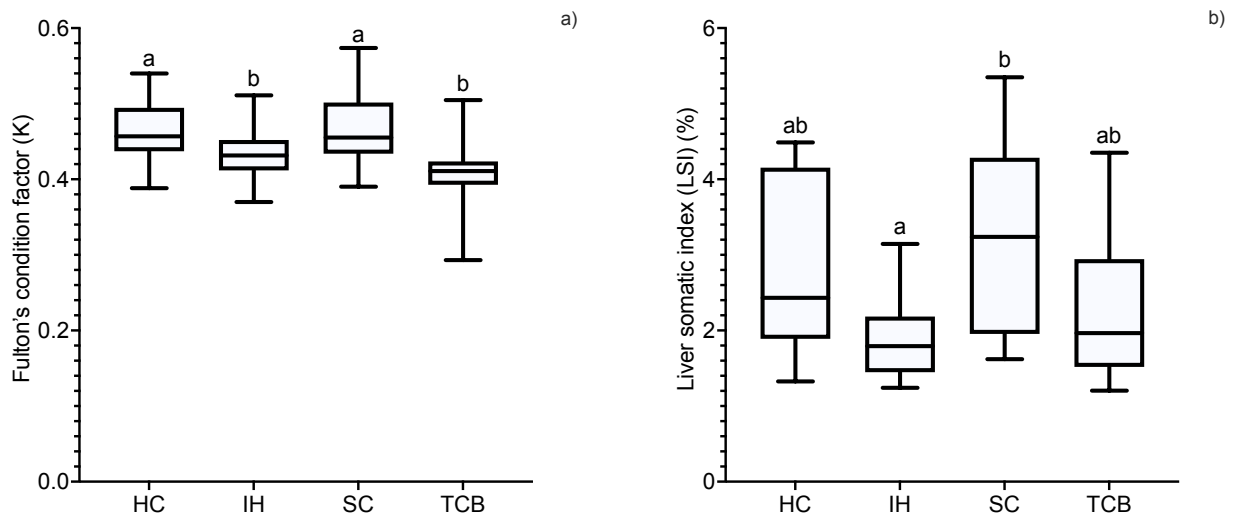 a)
Fulton's condition factor (K)
0.6
0.4
0.2
0.0
a
b
a
b
HC
IH
SC
TCB
b)
Liver somatic index (LSI) (%)
6
4
2
0
ab
a
b
ab
HC
IH
SC
TCB